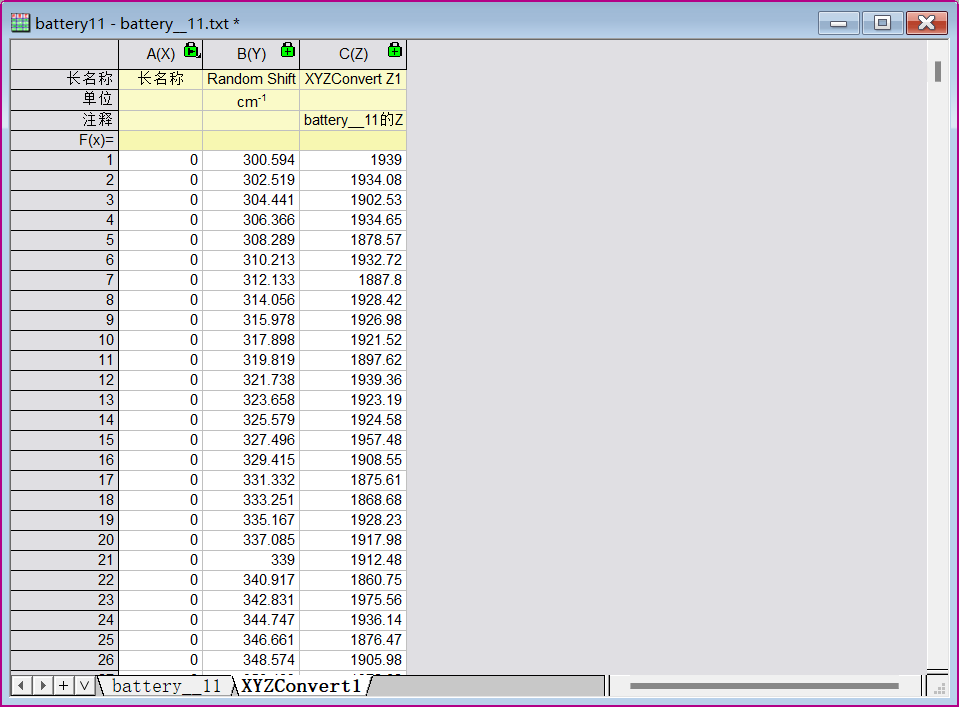 battery11 - battery__11.txt *
A(X) B(Y) C(Z)
长名称 长名称 Random Shift XYZConvert Z1
单位 cm-1
注释 battery__11的Z
F(x)=
1 0 300.594 1939
2 0 302.519 1934.08
3 0 304.441 1902.53
4 0 306.366 1934.65
5 0 308.289 1878.57
6 0 310.213 1932.72
7 0 312.133 1887.8
8 0 314.056 1928.42
9 0 315.978 1926.98
10 0 317.898 1921.52
11 0 319.819 1897.62
12 0 321.738 1939.36
13 0 323.658 1923.19
14 0 325.579 1924.58
15 0 327.496 1957.48
16 0 329.415 1908.55
17 0 331.332 1875.61
18 0 333.251 1868.68
19 0 335.167 1928.23
20 0 337.085 1917.98
21 0 339 1912.48
22 0 340.917 1860.75
23 0 342.831 1975.56
24 0 344.747 1936.14
25 0 346.661 1876.47
26 0 348.574 1905.98
battery__11 XYZConvert1